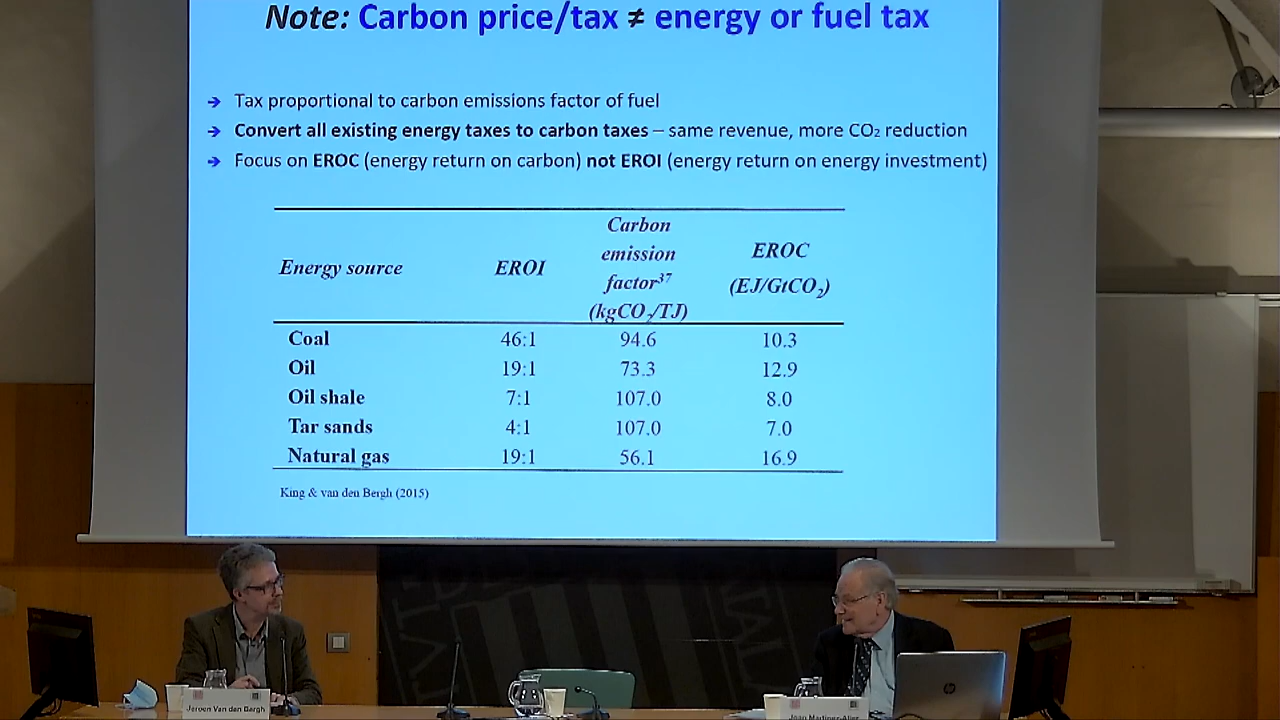 Note: Carbon price/tax ≠ energy or fuel tax
➔ Tax proportional to carbon emissions factor of fuel
➔ Convert all existing energy taxes to carbon taxes – same revenue, more CO₂ reduction
➔ Focus on EROC (energy return on carbon) not EROI (energy return on energy investment)
Energy source EROI Carbon emission factor³⁷ (kgCO₂/TJ) EROC (EJ/GtCO₂)
Coal 46:1 94.6 10.3
Oil 19:1 73.3 12.9
Oil shale 7:1 107.0 8.0
Tar sands 4:1 107.0 7.0
Natural gas 19:1 56.1 16.9
King & van den Bergh (2015)
Jeroen Van den Bergh
Joan Martinez-Alier
hp